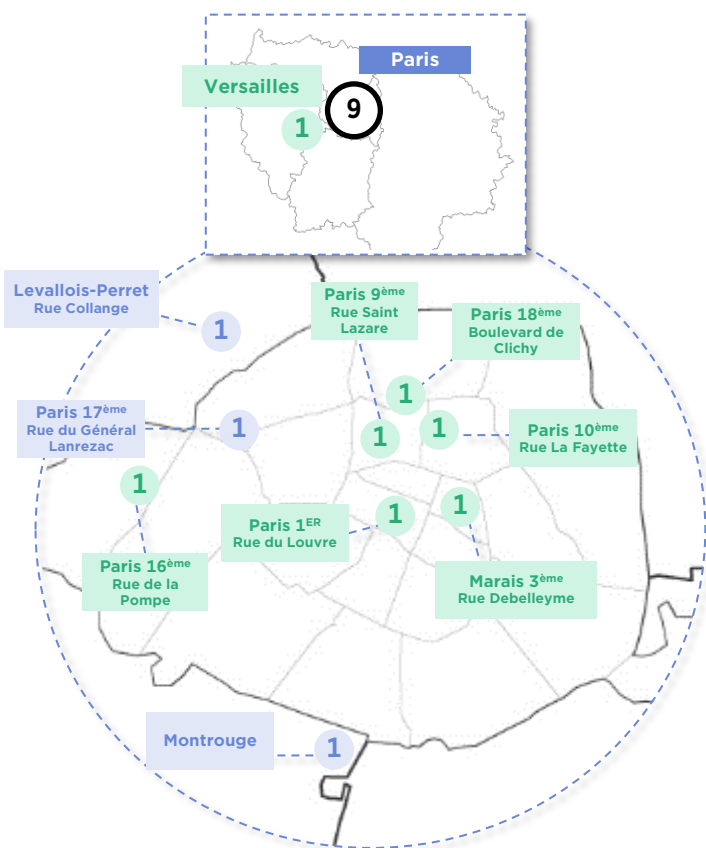 Paris
Versailles
9
1
Levallois-Perret
Rue Collange
1
Paris 9ème
Rue Saint
Lazare
Paris 18ème
Boulevard de
Clichy
1
Paris 17ème
Rue du Général
Lanrezac
1
1
1
Paris 10ème
Rue La Fayette
1
Paris 1ER
Rue du Louvre
1
1
Paris 16ème
Rue de la
Pompe
Marais 3ème
Rue Debelleyme
Montrouge
1